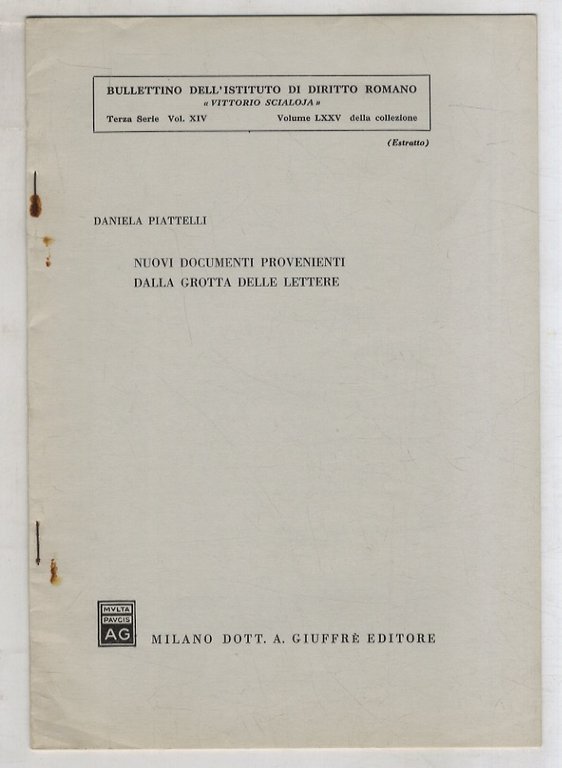 BULLETTINO DELL'ISTITUTO DI DIRITTO ROMANO
« VITTORIO SCIALOJA »
Terza Serie Vol. XIV Volume LXXV della collezione
(Estratto)
DANIELA PIATTELLI
NUOVI DOCUMENTI PROVENIENTI
DALLA GROTTA DELLE LETTERE
MVLTA
PAVCIS
AG
MILANO DOTT. A. GIUFFRÈ EDITORE